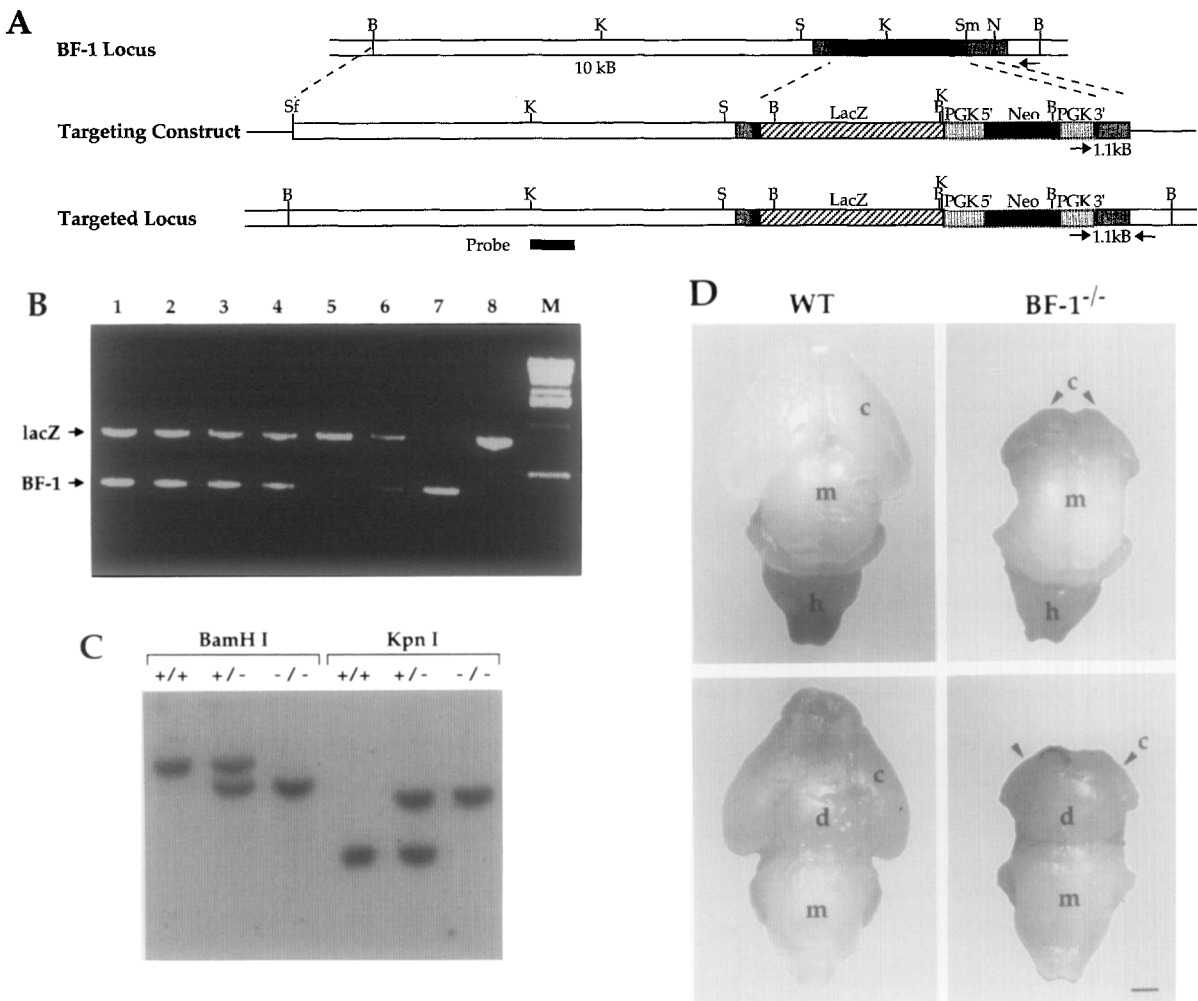 A
B K S K Sm N B
BF-1 Locus
10 kB
K
Sf K S B LacZ B PGK 5' Neo B PGK 3'
Targeting Construct
1.1kB
K
B K S B LacZ B PGK 5' Neo B PGK 3' B
Targeted Locus
1.1kB
Probe
B
1 2 3 4 5 6 7 8 M
lacZ
BF-1
C
BamH I Kpn I
+/+ +/- -/- +/+ +/- -/-
D
WT BF-1-/-
c
c
m
m
h
h
c
c
d
d
m
m